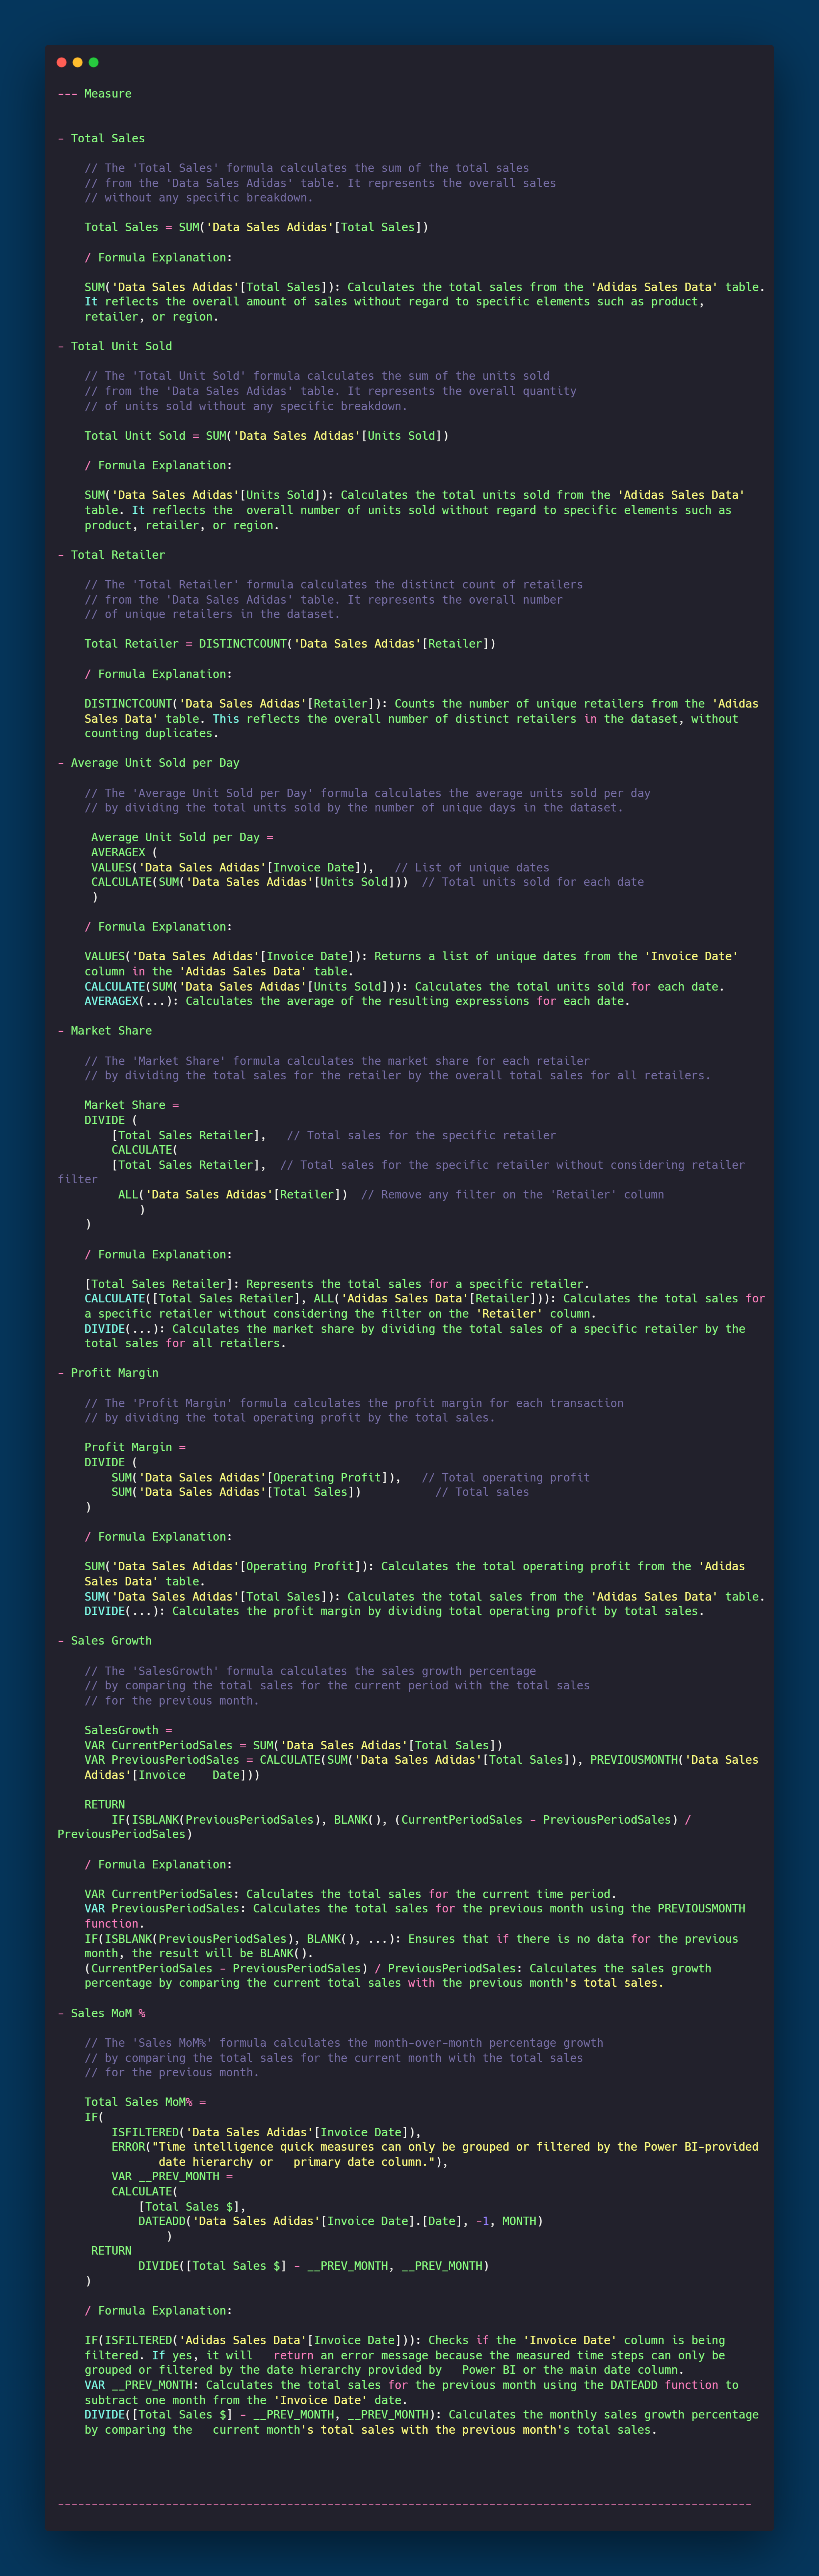 --- Measure
- Total Sales
// The 'Total Sales' formula calculates the sum of the total sales
// from the 'Data Sales Adidas' table. It represents the overall sales
// without any specific breakdown.
Total Sales = SUM('Data Sales Adidas'[Total Sales])
/ Formula Explanation:
SUM('Data Sales Adidas'[Total Sales]): Calculates the total sales from the 'Adidas Sales Data' table.
It reflects the overall amount of sales without regard to specific elements such as product,
retailer, or region.
- Total Unit Sold
// The 'Total Unit Sold' formula calculates the sum of the units sold
// from the 'Data Sales Adidas' table. It represents the overall quantity
// of units sold without any specific breakdown.
Total Unit Sold = SUM('Data Sales Adidas'[Units Sold])
/ Formula Explanation:
SUM('Data Sales Adidas'[Units Sold]): Calculates the total units sold from the 'Adidas Sales Data'
table. It reflects the  overall number of units sold without regard to specific elements such as
product, retailer, or region.
- Total Retailer
// The 'Total Retailer' formula calculates the distinct count of retailers
// from the 'Data Sales Adidas' table. It represents the overall number
// of unique retailers in the dataset.
Total Retailer = DISTINCTCOUNT('Data Sales Adidas'[Retailer])
/ Formula Explanation:
DISTINCTCOUNT('Data Sales Adidas'[Retailer]): Counts the number of unique retailers from the 'Adidas
Sales Data' table. This reflects the overall number of distinct retailers in the dataset, without
counting duplicates.
- Average Unit Sold per Day
// The 'Average Unit Sold per Day' formula calculates the average units sold per day
// by dividing the total units sold by the number of unique days in the dataset.
Average Unit Sold per Day =
AVERAGEX (
VALUES('Data Sales Adidas'[Invoice Date]),   // List of unique dates
CALCULATE(SUM('Data Sales Adidas'[Units Sold]))  // Total units sold for each date
)
/ Formula Explanation:
VALUES('Data Sales Adidas'[Invoice Date]): Returns a list of unique dates from the 'Invoice Date'
column in the 'Adidas Sales Data' table.
CALCULATE(SUM('Data Sales Adidas'[Units Sold])): Calculates the total units sold for each date.
AVERAGEX(...): Calculates the average of the resulting expressions for each date.
- Market Share
// The 'Market Share' formula calculates the market share for each retailer
// by dividing the total sales for the retailer by the overall total sales for all retailers.
Market Share =
DIVIDE (
[Total Sales Retailer],   // Total sales for the specific retailer
CALCULATE(
[Total Sales Retailer],  // Total sales for the specific retailer without considering retailer
filter
ALL('Data Sales Adidas'[Retailer])  // Remove any filter on the 'Retailer' column
)
)
/ Formula Explanation:
[Total Sales Retailer]: Represents the total sales for a specific retailer.
CALCULATE([Total Sales Retailer], ALL('Adidas Sales Data'[Retailer])): Calculates the total sales for
a specific retailer without considering the filter on the 'Retailer' column.
DIVIDE(...): Calculates the market share by dividing the total sales of a specific retailer by the
total sales for all retailers.
- Profit Margin
// The 'Profit Margin' formula calculates the profit margin for each transaction
// by dividing the total operating profit by the total sales.
Profit Margin =
DIVIDE (
SUM('Data Sales Adidas'[Operating Profit]),   // Total operating profit
SUM('Data Sales Adidas'[Total Sales])           // Total sales
)
/ Formula Explanation:
SUM('Data Sales Adidas'[Operating Profit]): Calculates the total operating profit from the 'Adidas
Sales Data' table.
SUM('Data Sales Adidas'[Total Sales]): Calculates the total sales from the 'Adidas Sales Data' table.
DIVIDE(...): Calculates the profit margin by dividing total operating profit by total sales.
- Sales Growth
// The 'SalesGrowth' formula calculates the sales growth percentage
// by comparing the total sales for the current period with the total sales
// for the previous month.
SalesGrowth =
VAR CurrentPeriodSales = SUM('Data Sales Adidas'[Total Sales])
VAR PreviousPeriodSales = CALCULATE(SUM('Data Sales Adidas'[Total Sales]), PREVIOUSMONTH('Data Sales
Adidas'[Invoice    Date]))
RETURN
IF(ISBLANK(PreviousPeriodSales), BLANK(), (CurrentPeriodSales - PreviousPeriodSales) /
PreviousPeriodSales)
/ Formula Explanation:
VAR CurrentPeriodSales: Calculates the total sales for the current time period.
VAR PreviousPeriodSales: Calculates the total sales for the previous month using the PREVIOUSMONTH
function.
IF(ISBLANK(PreviousPeriodSales), BLANK(), ...): Ensures that if there is no data for the previous
month, the result will be BLANK().
(CurrentPeriodSales - PreviousPeriodSales) / PreviousPeriodSales: Calculates the sales growth
percentage by comparing the current total sales with the previous month's total sales.
- Sales MoM %
// The 'Sales MoM%' formula calculates the month-over-month percentage growth
// by comparing the total sales for the current month with the total sales
// for the previous month.
Total Sales MoM% =
IF(
ISFILTERED('Data Sales Adidas'[Invoice Date]),
ERROR("Time intelligence quick measures can only be grouped or filtered by the Power BI-provided
date hierarchy or   primary date column."),
VAR __PREV_MONTH =
CALCULATE(
[Total Sales $],
DATEADD('Data Sales Adidas'[Invoice Date].[Date], -1, MONTH)
)
RETURN
DIVIDE([Total Sales $] - __PREV_MONTH, __PREV_MONTH)
)
/ Formula Explanation:
IF(ISFILTERED('Adidas Sales Data'[Invoice Date])): Checks if the 'Invoice Date' column is being
filtered. If yes, it will   return an error message because the measured time steps can only be
grouped or filtered by the date hierarchy provided by   Power BI or the main date column.
VAR __PREV_MONTH: Calculates the total sales for the previous month using the DATEADD function to
subtract one month from the 'Invoice Date' date.
DIVIDE([Total Sales $] - __PREV_MONTH, __PREV_MONTH): Calculates the monthly sales growth percentage
by comparing the   current month's total sales with the previous month's total sales.
-------------------------------------------------------------------------------------------------------